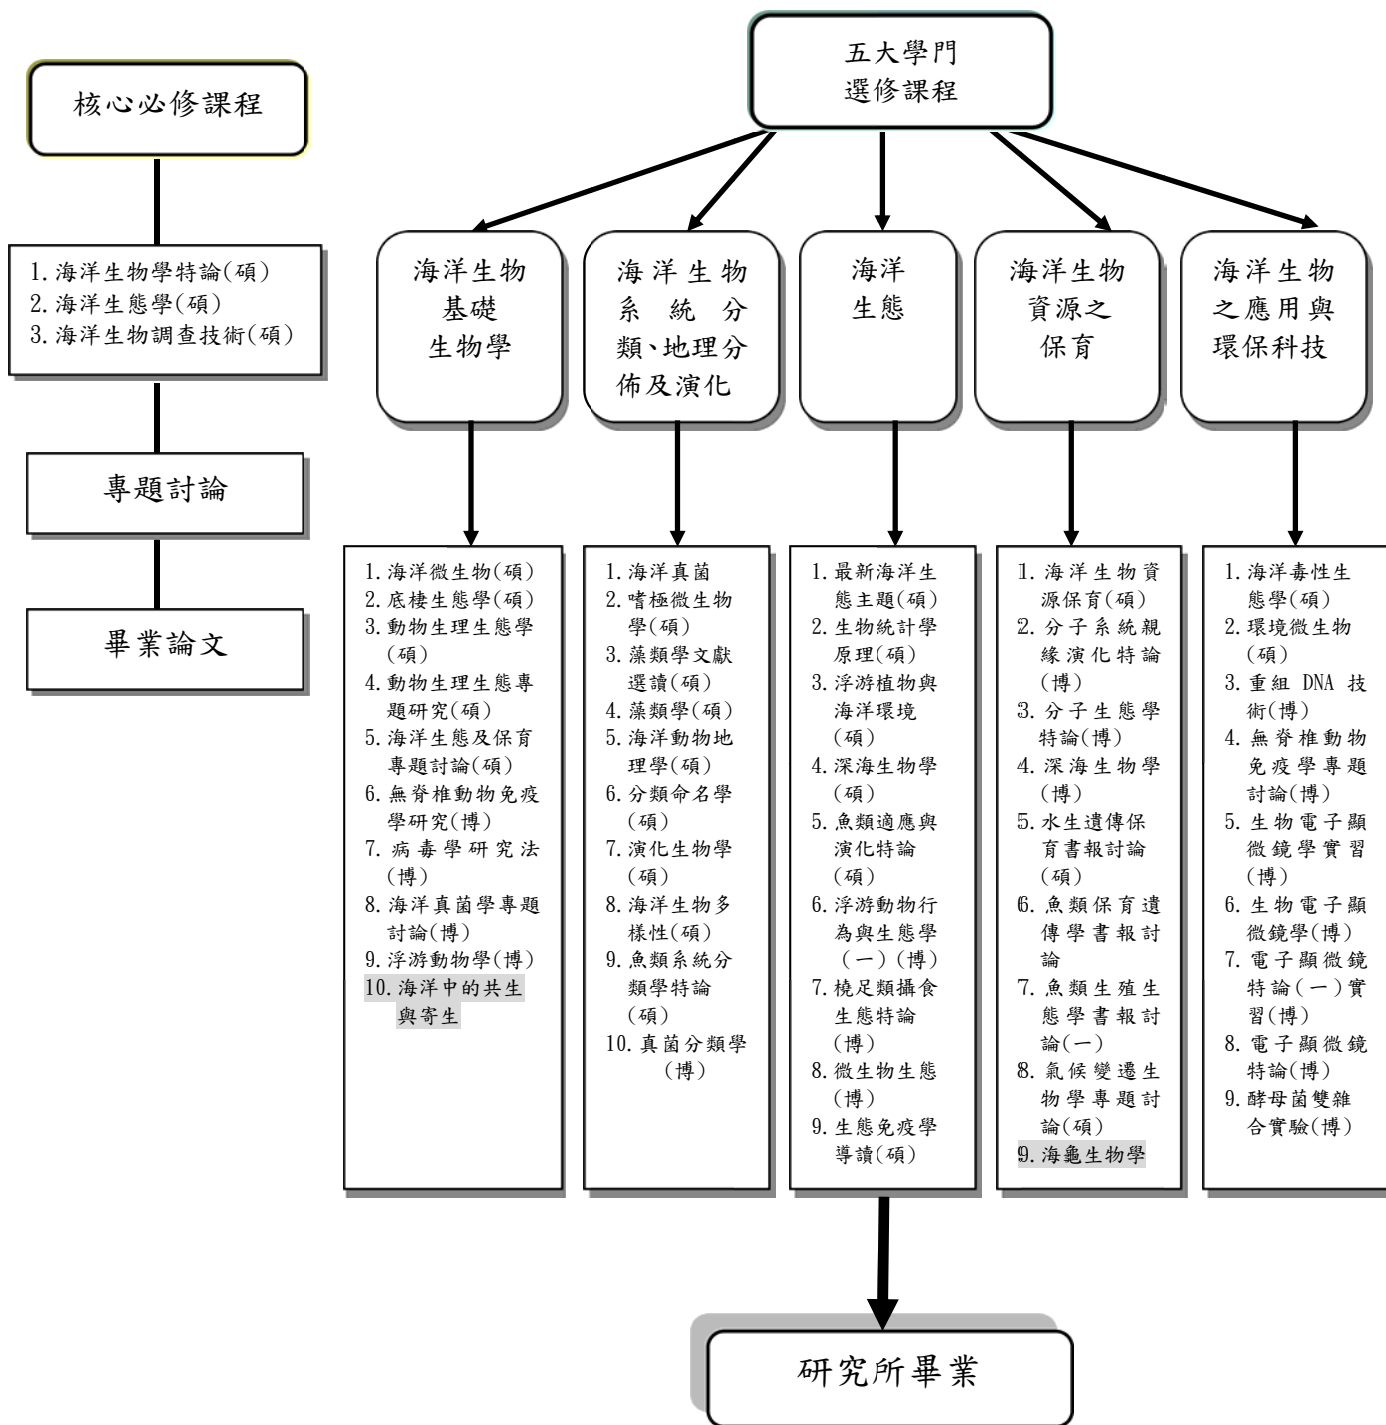 核心必修課程
1.海洋生物學特論(碩)
2.海洋生態學(碩)
3.海洋生物調查技術(碩)
專題討論
畢業論文
五大學門
選修課程
海洋生物
基礎
生物學
海洋生物
系統分
類、地理分
佈及演化
海洋
生態
海洋生物
資源之
保育
海洋生物
之應用與
環保科技
1.海洋微生物(碩)
2.底棲生態學(碩)
3.動物生理生態學
(碩)
4.動物生理生態專
題研究(碩)
5.海洋生態及保育
專題討論(碩)
6.無脊椎動物免疫
學研究(博)
7.病毒學研究法
(博)
8.海洋真菌學專題
討論(博)
9.浮游動物學(博)
10.海洋中的共生
與寄生
1.海洋真菌
2.嗜極微生物
學(碩)
3.藻類學文獻
選讀(碩)
4.藻類學(碩)
5.海洋動物地
理學(碩)
6.分類命名學
(碩)
7.演化生物學
(碩)
8.海洋生物多
樣性(碩)
9.魚類系統分
類學特論
(碩)
10.真菌分類學
(博)
1.最新海洋生
態主題(碩)
2.生物統計學
原理(碩)
3.浮游植物與
海洋環境
(碩)
4.深海生物學
(碩)
5.魚類適應與
演化特論
(碩)
6.浮游動物行
為與生態學
(一)(博)
7.橈足類攝食
生態特論
(博)
8.微生物生態
(博)
9.生態免疫學
導讀(碩)
1.海洋生物資
源保育(碩)
2.分子系統親
緣演化特論
(博)
3.分子生態學
特論(博)
4.深海生物學
(博)
5.水生遺傳保
育書報討論
(碩)
6.魚類保育遺
傳學書報討
論
7.魚類生殖生
態學書報討
論(一)
8.氣候變遷生
物學專題討
論(碩)
9.海龜生物學
1.海洋毒性生
態學(碩)
2.環境微生物
(碩)
3.重組 DNA 技
術(博)
4.無脊椎動物
免疫學專題
討論(博)
5.生物電子顯
微鏡學實習
(博)
6.生物電子顯
微鏡學(博)
7.電子顯微鏡
特論(一)實
習(博)
8.電子顯微鏡
特論(博)
9.酵母菌雙雜
合實驗(博)
研究所畢業